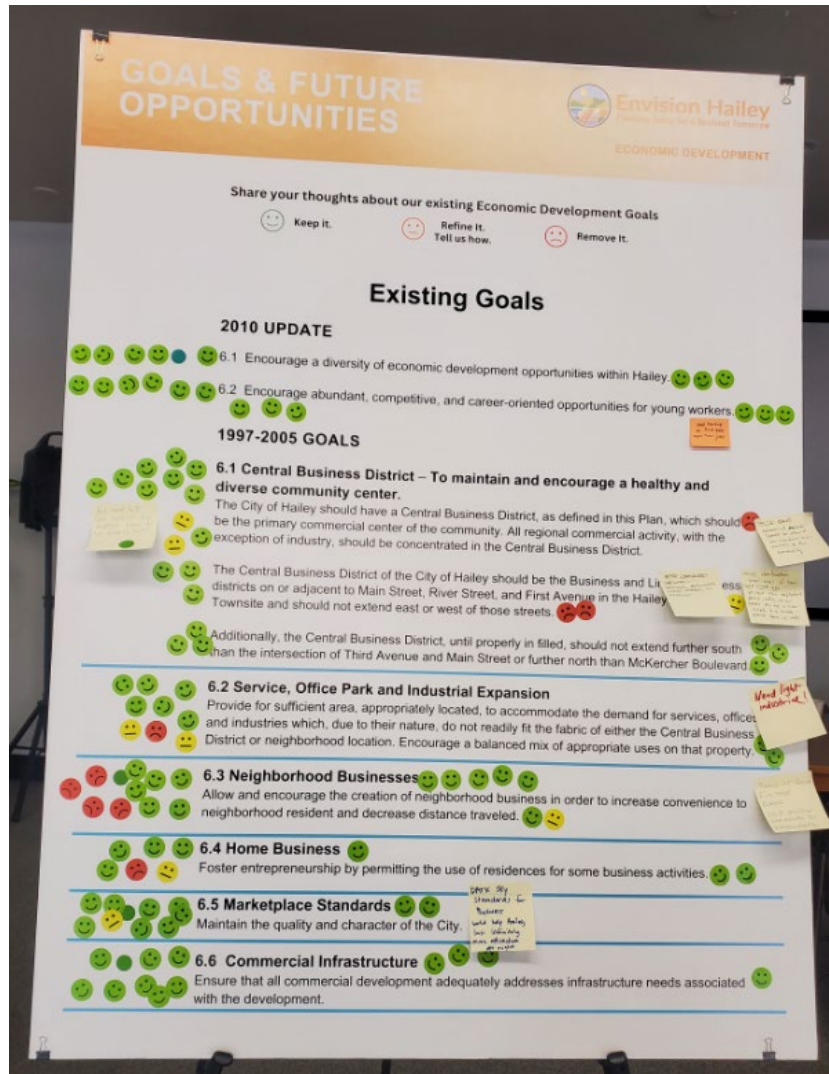 GOALS & FUTURE
OPPORTUNITIES
Envision Hailey
ECONOMIC DEVELOPMENT
Share your thoughts about our existing Economic Development Goals
Keep it.
Refine It.
Tell us how.
Remove It.
Existing Goals
2010 UPDATE
6.1 Encourage a diversity of economic development opportunities within Hailey.
6.2 Encourage abundant, competitive, and career-oriented opportunities for young workers.
1997-2005 GOALS
6.1 Central Business District – To maintain and encourage a healthy and
diverse community center.
The City of Hailey should have a Central Business District, as defined in this Plan, which should
be the primary commercial center of the community. All regional commercial activity, with the
exception of industry, should be concentrated in the Central Business District.
The Central Business District of the City of Hailey should be the Business and
districts on or adjacent to Main Street, River Street, and First Avenue in the Hailey
Townsite and should not extend east or west of those streets.
Additionally, the Central Business District, until properly in filled, should not extend further south
than the intersection of Third Avenue and Main Street or further north than McKercher Boulevard
6.2 Service, Office Park and Industrial Expansion
Provide for sufficient area, appropriately located, to accommodate the demand for services, offices
and industries which, due to their nature, do not readily fit the fabric of either the Central Business
District or neighborhood location. Encourage a balanced mix of appropriate uses on that property.
Need light
industrial!
6.3 Neighborhood Businesses
Allow and encourage the creation of neighborhood business in order to increase convenience to
neighborhood resident and decrease distance traveled.
6.4 Home Business
Foster entrepreneurship by permitting the use of residences for some business activities.
6.5 Marketplace Standards
Maintain the quality and character of the City.
DARK SKY
Standards for
6.6 Commercial Infrastructure
Ensure that all commercial development adequately addresses infrastructure needs associated
with the development.